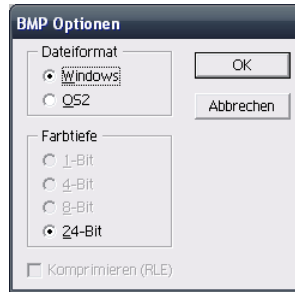 BMP Optionen
Dateiformat
Windows
OS2
OK
Abbrechen
Farbtiefe
1-Bit
4-Bit
8-Bit
24-Bit
Komprimieren (RLE)